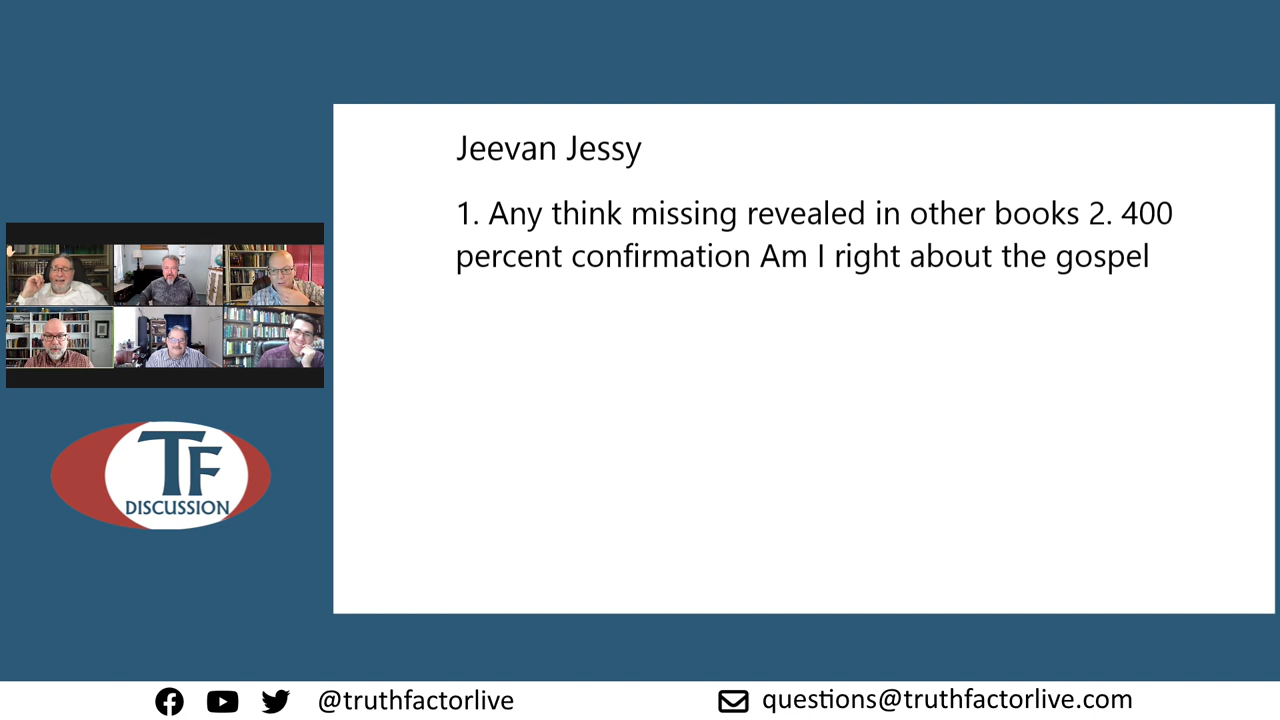 Jeevan Jessy
1. Any think missing revealed in other books 2. 400
percent confirmation Am I right about the gospel
TF
DISCUSSION
@truthfactorlive
questions@truthfactorlive.com